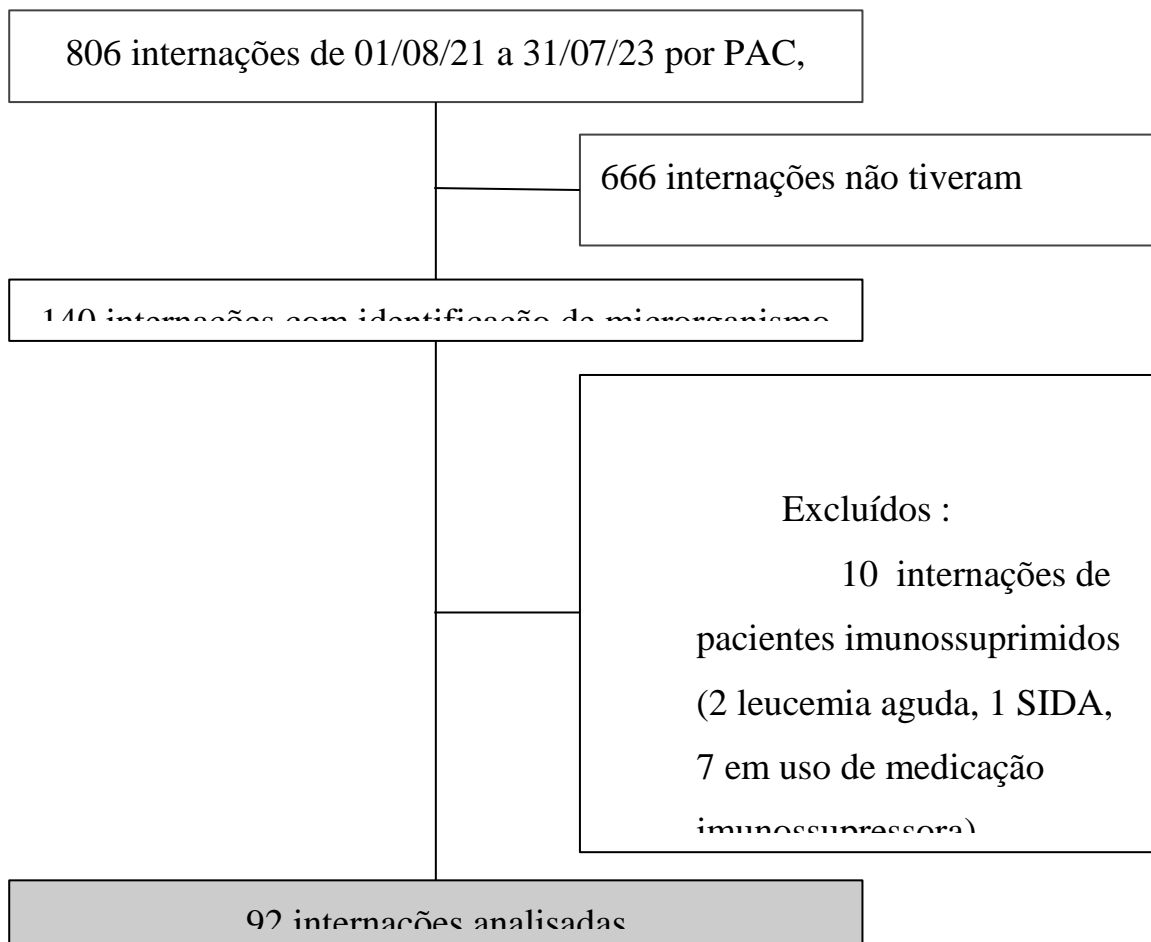 806 internações de 01/08/21 a 31/07/23 por PAC,
666 internações não tiveram
140 internações com identificação de microrganismo
Excluídos :
10 internações de
pacientes imunossuprimidos
(2 leucemia aguda, 1 SIDA,
7 em uso de medicação
imunossupressora)
92 internações analisadas